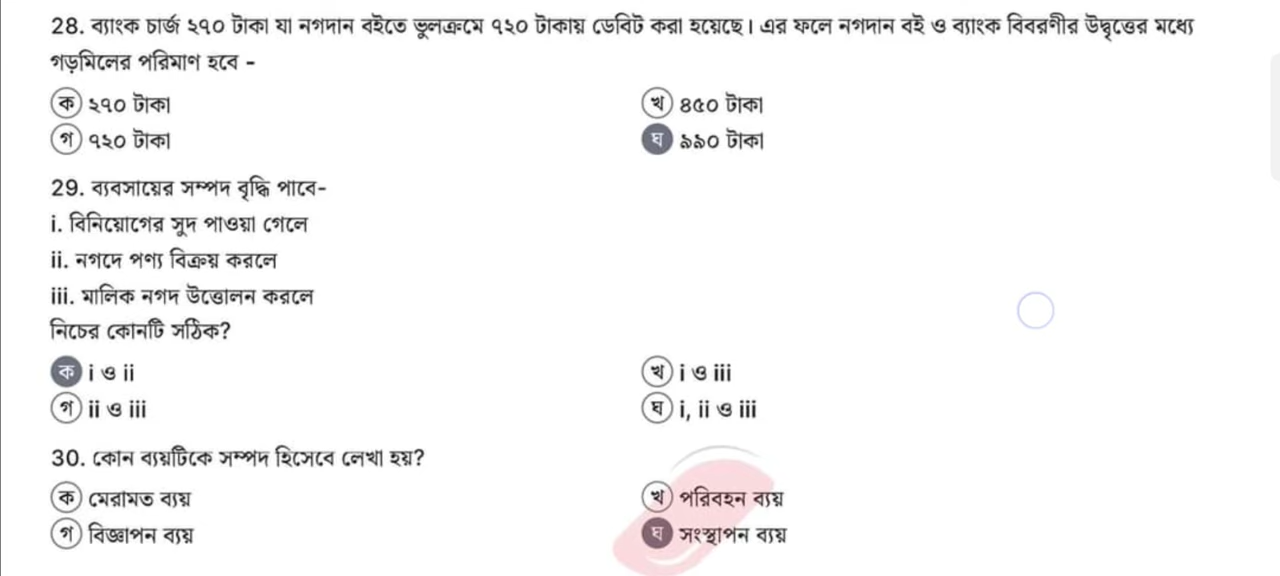 28. ব্যাংক চার্জ ২৭০ টাকা যা নগদান বইতে ভুলক্রমে ৭২০ টাকায় ডেবিট করা হয়েছে। এর ফলে নগদান বই ও ব্যাংক বিবরণীর উদ্বৃত্তের মধ্যে
গড়মিলের পরিমাণ হবে -
ক ২৭০ টাকা
খ ৪৫০ টাকা
গ ৭২০ টাকা
ঘ ৯৯০ টাকা
29. ব্যবসায়ের সম্পদ বৃদ্ধি পাবে-
i. বিনিয়োগের সুদ পাওয়া গেলে
ii. নগদে পণ্য বিক্রয় করলে
iii. মালিক নগদ উত্তোলন করলে
নিচের কোনটি সঠিক?
ক i ও ii
খ i ও iii
গ ii ও iii
ঘ i, ii ও iii
30. কোন ব্যয়টিকে সম্পদ হিসেবে লেখা হয়?
ক মেরামত ব্যয়
খ পরিবহন ব্যয়
গ বিজ্ঞাপন ব্যয়
ঘ সংস্থাপন ব্যয়